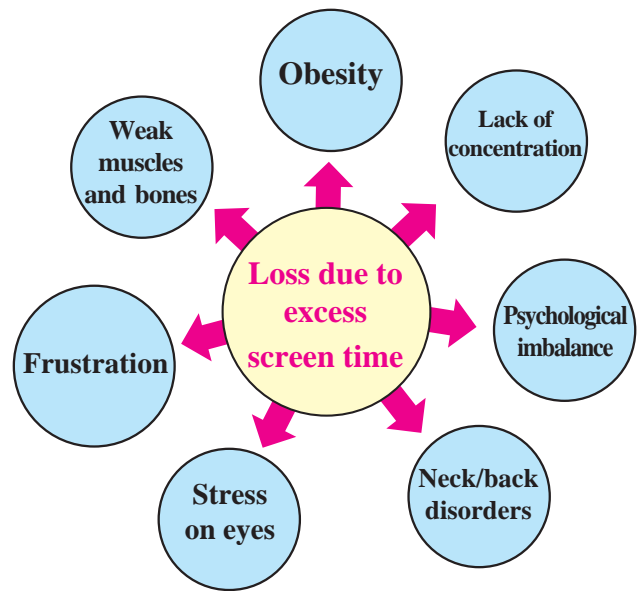 Obesity
Lack of
concentration
Weak
muscles
and bones
Loss due to
excess
screen time
Psychological
imbalance
Frustration
Neck/back
disorders
Stress
on eyes